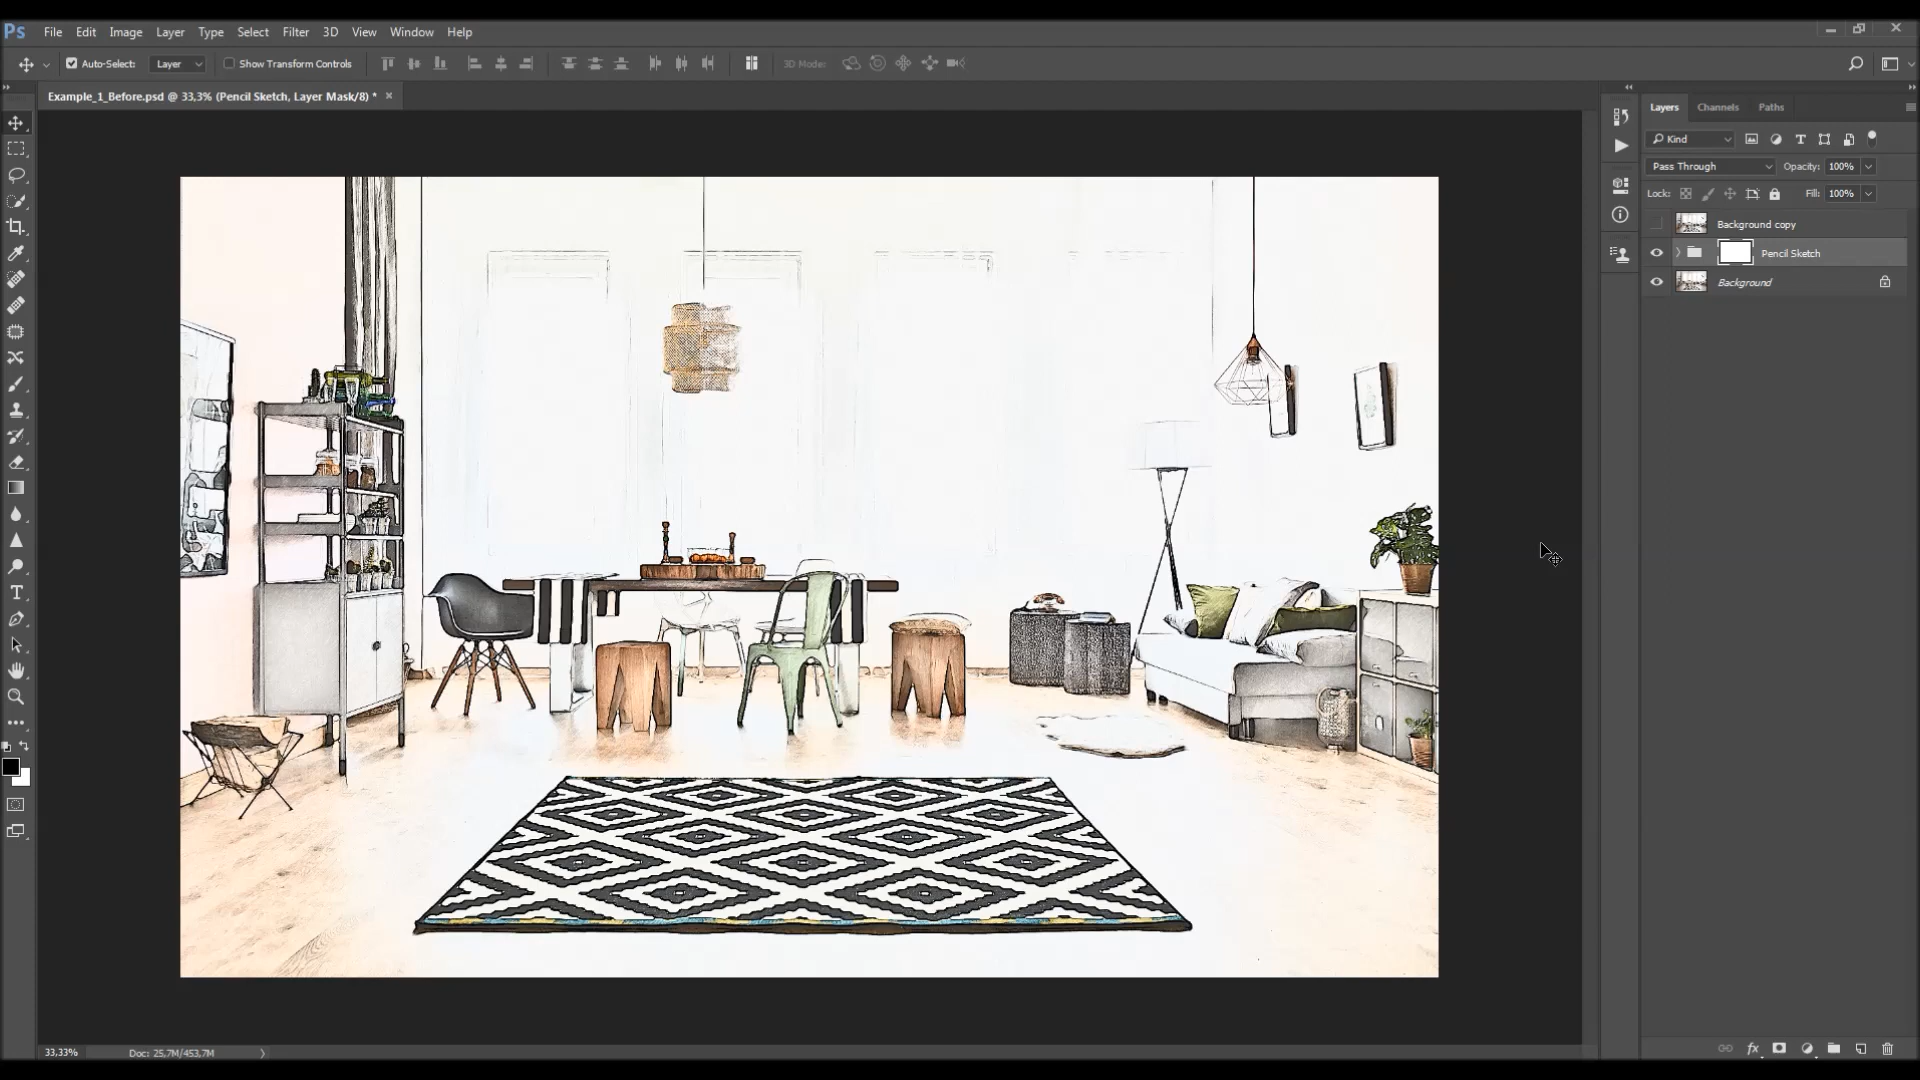 Ps File Edit Image Layer Type Select Filter 3D View Window Help
Auto-Select: Layer Show Transform Controls 3D Mode:
Example_1_Before.psd @ 33,3% (Pencil Sketch, Layer Mask/8) *
Layers Channels Paths
Kind
Pass Through Opacity: 100%
Lock: Fill: 100%
Background copy
Pencil Sketch
Background
33,33% Doc: 25,7M/453,7M